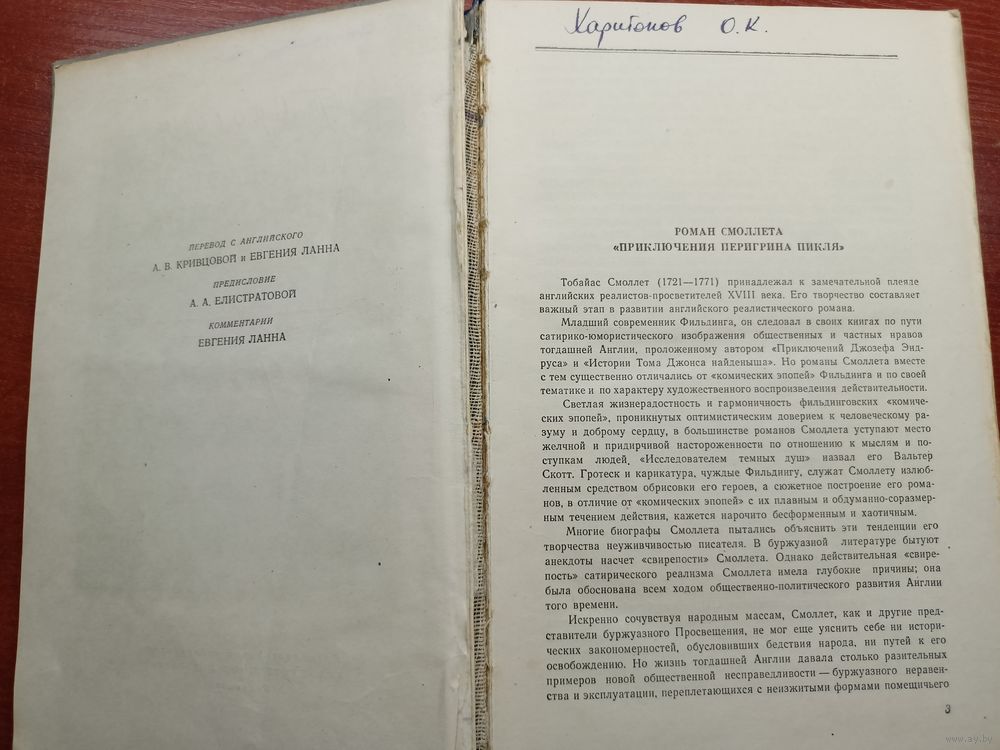 ПЕРЕВОД С АНГЛИЙСКОГО
А. В. КРИВЦОВОЙ и ЕВГЕНИЯ ЛАННА
ПРЕДИСЛОВИЕ
А. А. ЕЛИСТРАТОВОЙ
КОММЕНТАРИИ
ЕВГЕНИЯ ЛАННА
Харитонов О.К.
РОМАН СМОЛЛЕТА
«ПРИКЛЮЧЕНИЯ ПЕРИГРИНА ПИКЛЯ»
Тобайас Смоллет (1721—1771) принадлежал к замечательной плеяде
английских реалистов-просветителей XVIII века. Его творчество составляет
важный этап в развитии английского реалистического романа.
Младший современник Фильдинга, он следовал в своих книгах по пути
сатирико-юмористического изображения общественных и частных нравов
тогдашней Англии, проложенному автором «Приключений Джозефа Энд-
руса» и «Истории Тома Джонса найденыша». Но романы Смоллета вместе
с тем существенно отличались от «комических эпопей» Фильдинга и по своей
тематике и по характеру художественного воспроизведения действительности.
Светлая жизнерадость и гармоничность фильдинговских «комиче-
ских эпопей», проникнутых оптимистическим доверием к человеческому ра-
зуму и доброму сердцу, в большинстве романов Смоллета уступают место
желчной и придирчивой настороженности по отношению к мыслям и по-
ступкам людей. «Исследователем темных душ» назвал его Вальтер
Скотт. Гротеск и карикатура, чуждые Фильдингу, служат Смоллету излюб-
ленным средством обрисовки его героев, а сюжетное построение его рома-
нов, в отличие от «комических эпопей» с их плавным и обдуманно-соразмер-
ным течением действия, кажется нарочито бесформенным и хаотичным.
Многие биографы Смоллета пытались объяснить эти тенденции его
творчества неуживчивостью писателя. В буржуазной литературе бытуют
анекдоты насчет «свирепости» Смоллета. Однако действительная «свире-
пость» сатирического реализма Смоллета имела глубокие причины; она
была обоснована всем ходом общественно-политического развития Англии
того времени.
Искренно сочувствуя народным массам, Смоллет, как и другие пред-
ставители буржуазного Просвещения, не мог еще уяснить себе ни истори-
ческих закономерностей, обусловивших бедствия народа, ни путей к его
освобождению. Но жизнь тогдашней Англии давала столько разительных
примеров новой общественной несправедливости — буржуазного неравен-
ства и эксплуатации, переплетающихся с неизжитыми формами помещичьего
3
www.ay.by